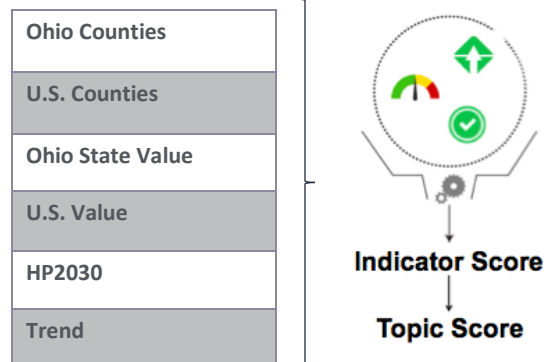 Ohio Counties
U.S. Counties
Ohio State Value
U.S. Value
HP2030
Trend
Indicator Score
Topic Score